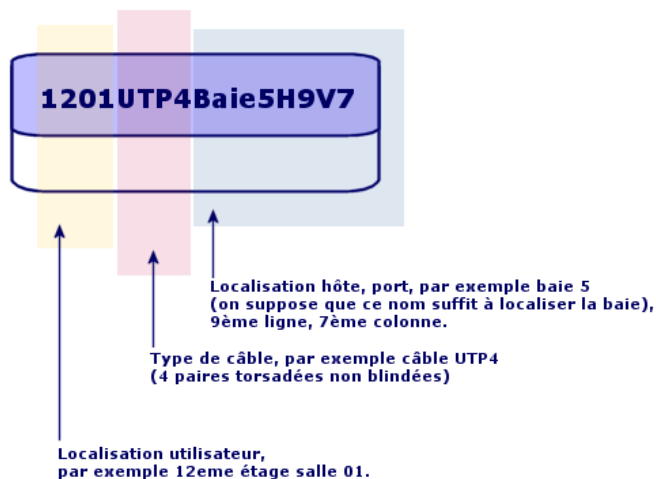 1201UTP4Baie5H9V7
Localisation hôte, port, par exemple baie 5
(on suppose que ce nom suffit à localiser la baie),
9ème ligne, 7ème colonne.
Type de câble, par exemple câble UTP4
(4 paires torsadées non blindées)
Localisation utilisateur,
par exemple 12eme étage salle 01.